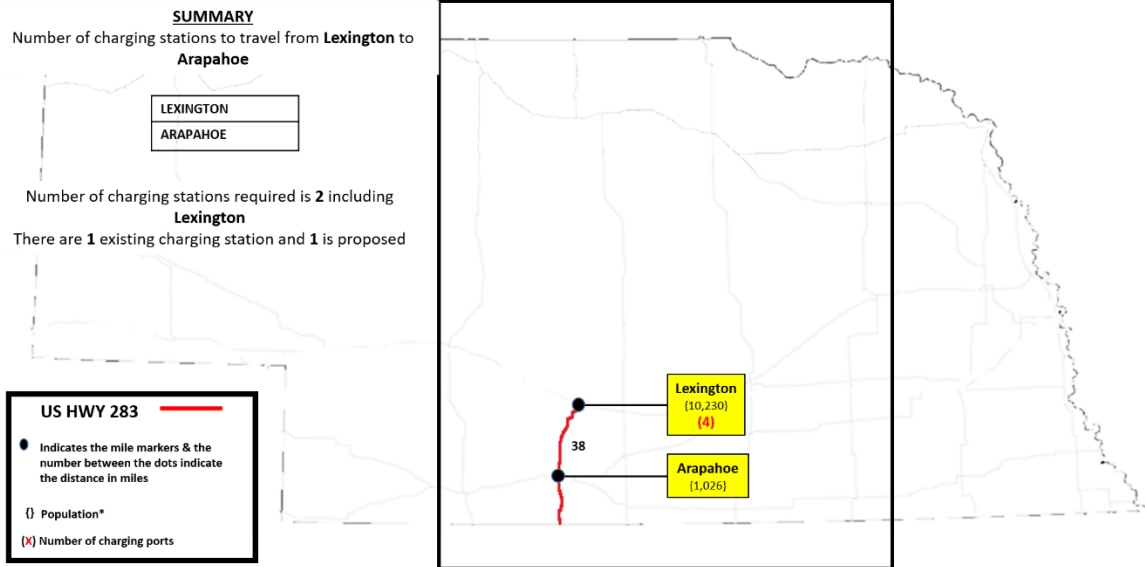 SUMMARY
Number of charging stations to travel from Lexington to
Arapahoe
LEXINGTON
ARAPAHOE
Number of charging stations required is 2 including
Lexington
There are 1 existing charging station and 1 is proposed
US HWY 283
Indicates the mile markers & the
number between the dots indicate
the distance in miles
{} Population*
(X) Number of charging ports
Lexington
{10,230}
(4)
38
Arapahoe
{1,026}